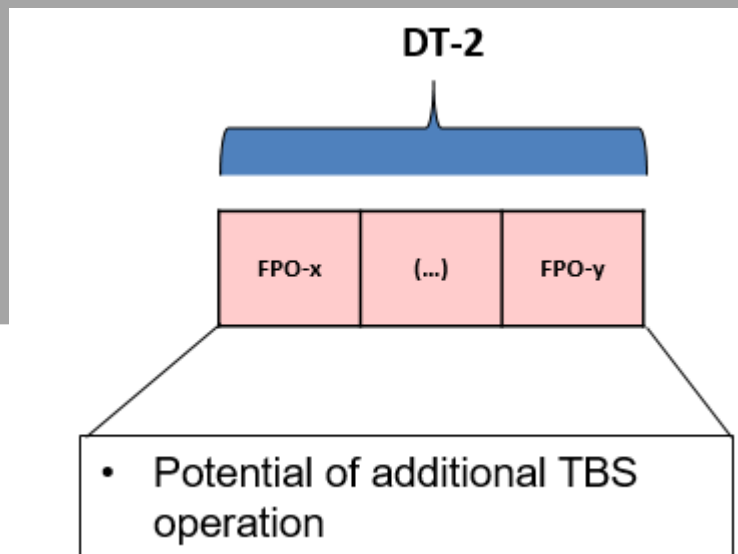 DT-2
FPO-x (...) FPO-y
• Potential of additional TBS
operation